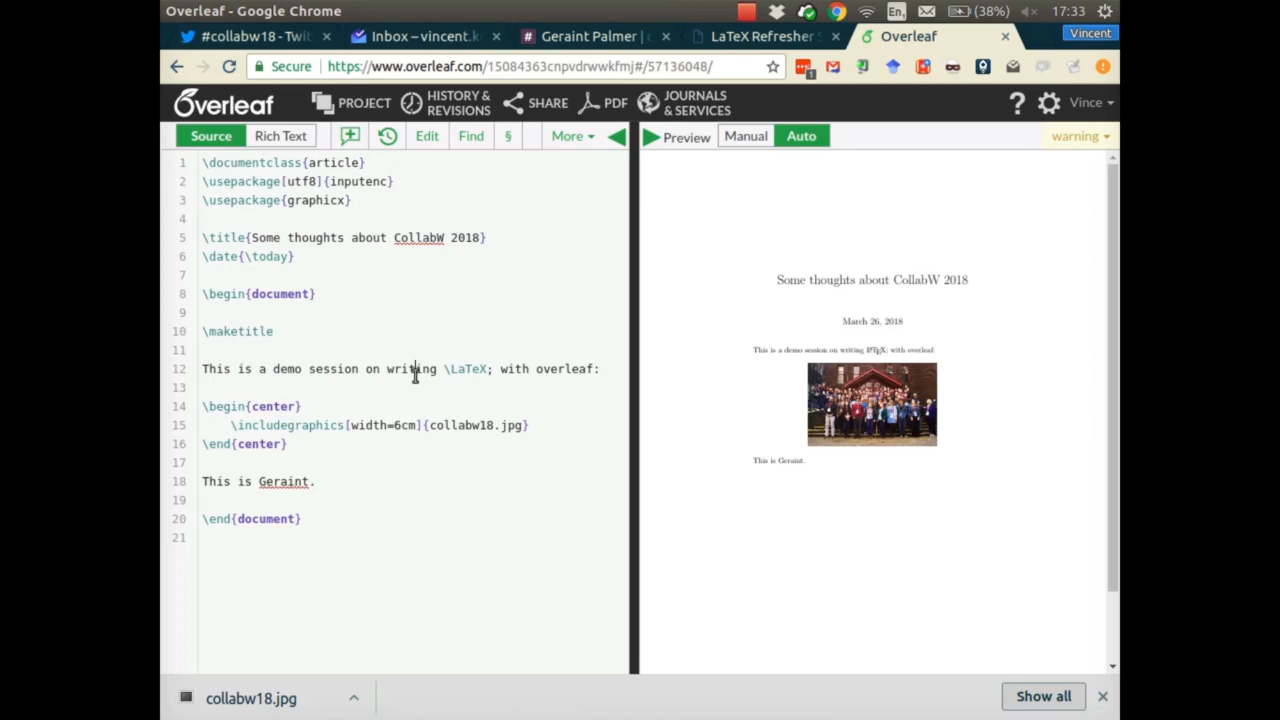 Overleaf - Google Chrome
En (38%) 17:33
#collabw18 - Twit Inbox – vincent.k Geraint Palmer | LaTeX Refresher Overleaf Vincent
Secure https://www.overleaf.com/15084363cnpvdrwwkfmj#/57136048/
Overleaf PROJECT HISTORY & REVISIONS SHARE PDF JOURNALS & SERVICES ? Vince
Source Rich Text Edit Find § More Preview Manual Auto warning
1 \documentclass{article}
2 \usepackage[utf8]{inputenc}
3 \usepackage{graphicx}
4
5 \title{Some thoughts about CollabW 2018}
6 \date{\today}
7
8 \begin{document}
9
10 \maketitle
11
12 This is a demo session on writing \LaTeX; with overleaf:
13
14 \begin{center}
15 \includegraphics[width=6cm]{collabw18.jpg}
16 \end{center}
17
18 This is Geraint.
19
20 \end{document}
21
Some thoughts about CollabW 2018
March 26, 2018
This is a demo session on writing LaTeX; with overleaf:
This is Geraint.
collabw18.jpg Show all